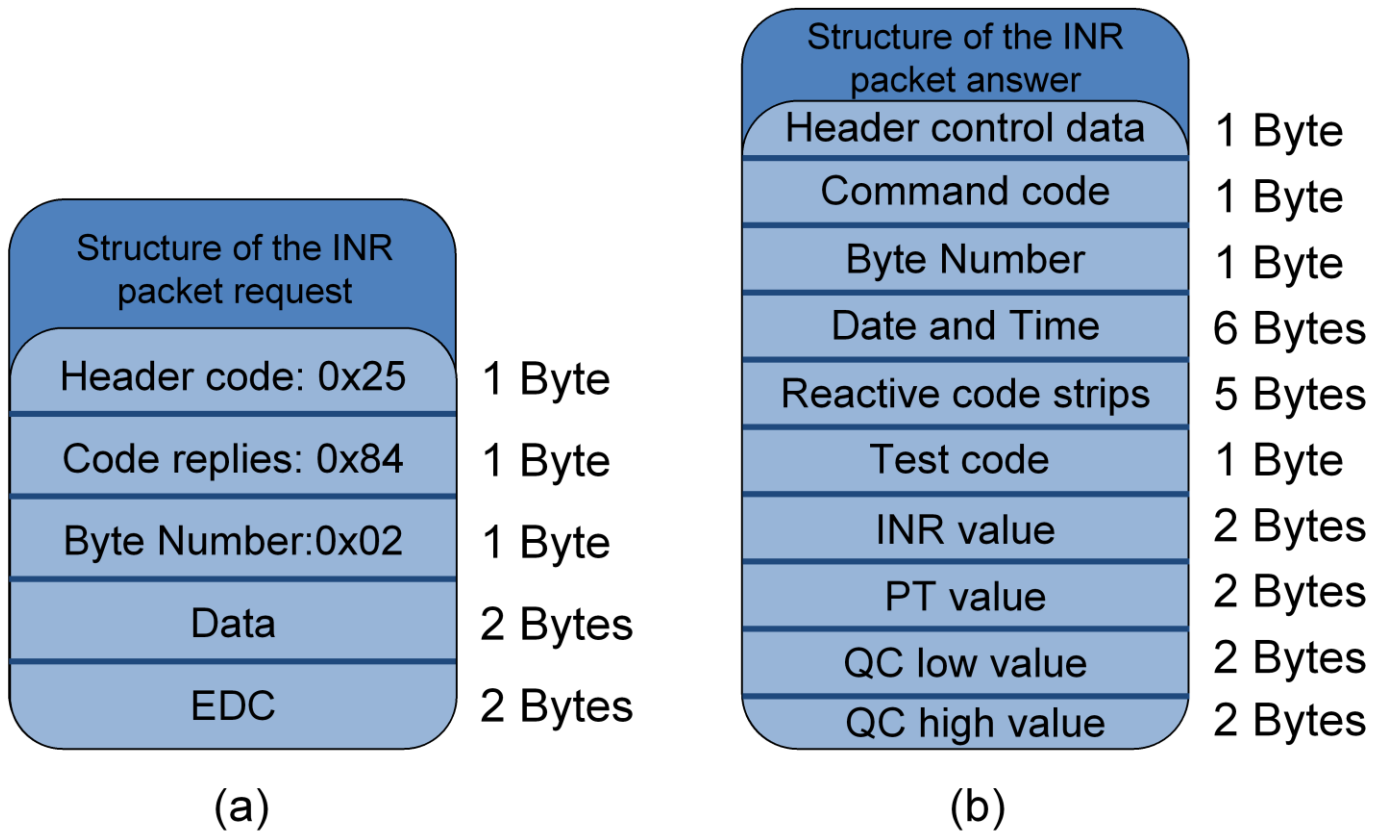 Structure of the INR
packet request
Header code: 0x25 1 Byte
Code replies: 0x84 1 Byte
Byte Number:0x02 1 Byte
Data 2 Bytes
EDC 2 Bytes
(a)
Structure of the INR
packet answer
Header control data 1 Byte
Command code 1 Byte
Byte Number 1 Byte
Date and Time 6 Bytes
Reactive code strips 5 Bytes
Test code 1 Byte
INR value 2 Bytes
PT value 2 Bytes
QC low value 2 Bytes
QC high value 2 Bytes
(b)